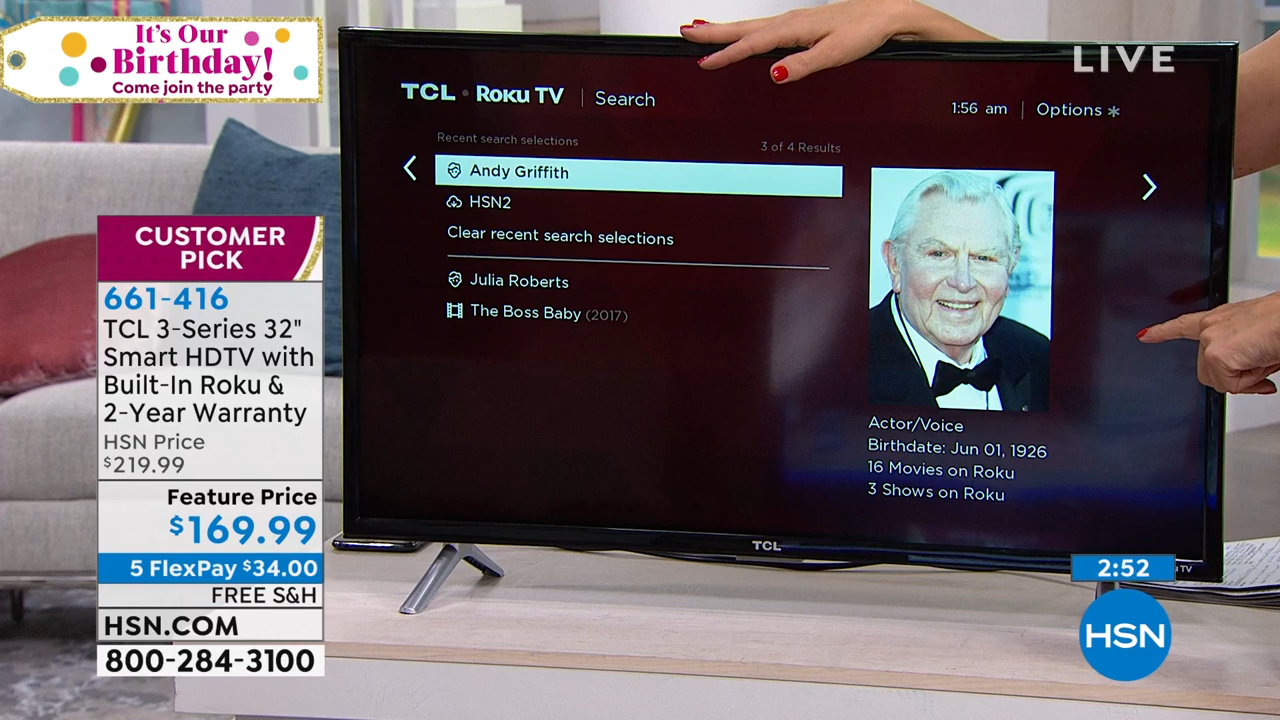 It's Our
Birthday!
Come join the party
LIVE
TCL • Roku TV | Search
1:56 am | Options *
Recent search selections
3 of 4 Results
Andy Griffith
HSN2
Clear recent search selections
Julia Roberts
The Boss Baby (2017)
Actor/Voice
Birthdate: Jun 01, 1926
16 Movies on Roku
3 Shows on Roku
TCL
TV
CUSTOMER
PICK
661-416
TCL 3-Series 32"
Smart HDTV with
Built-In Roku &
2-Year Warranty
HSN Price
$219.99
Feature Price
$169.99
5 FlexPay $34.00
FREE S&H
HSN.COM
800-284-3100
2:52
HSN